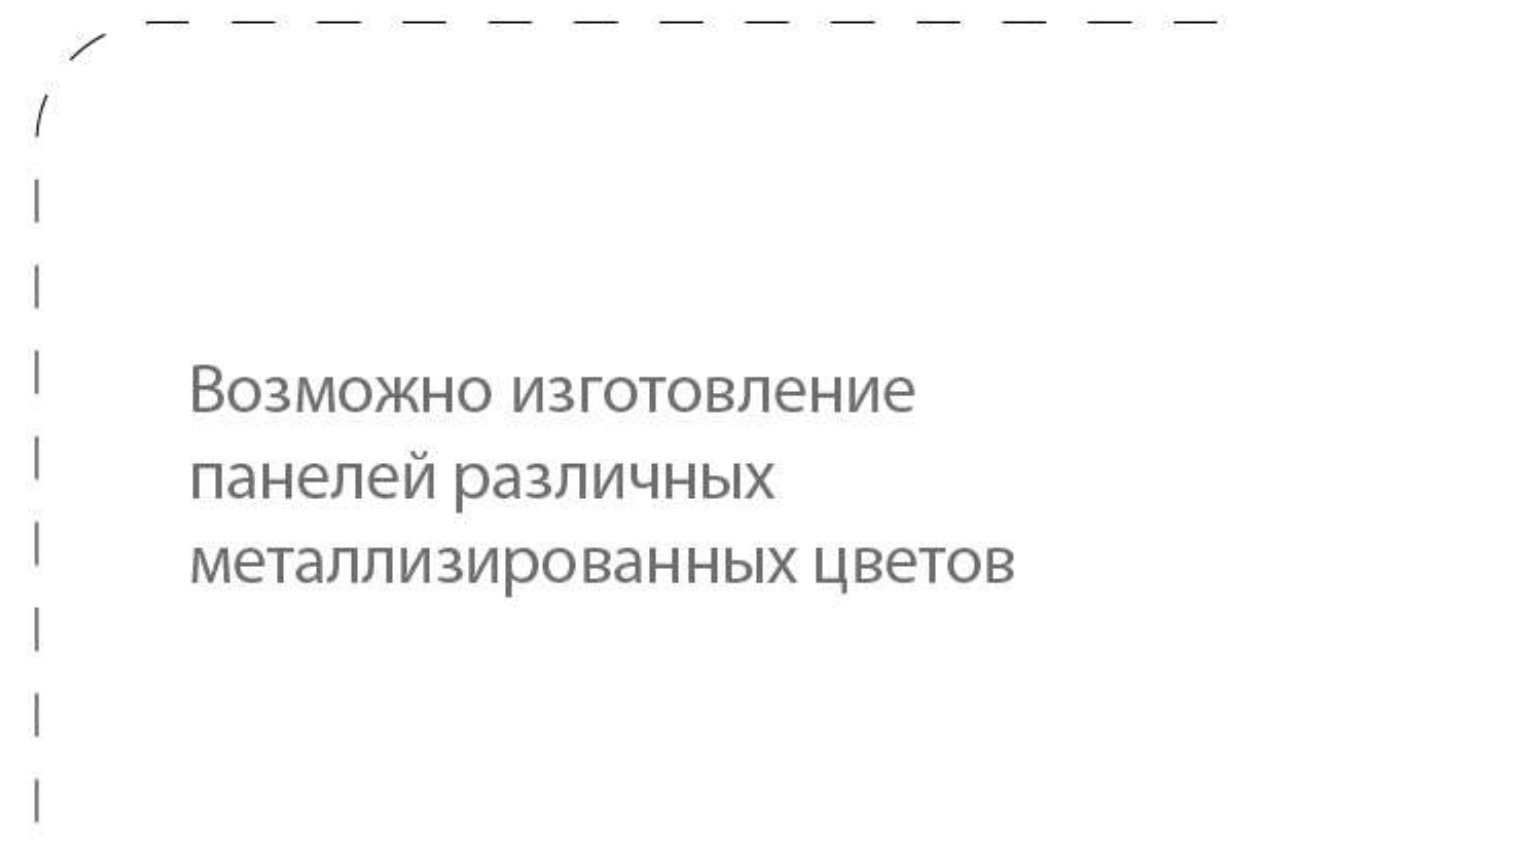 Возможно изготовление
панелей различных
металлизированных цветов